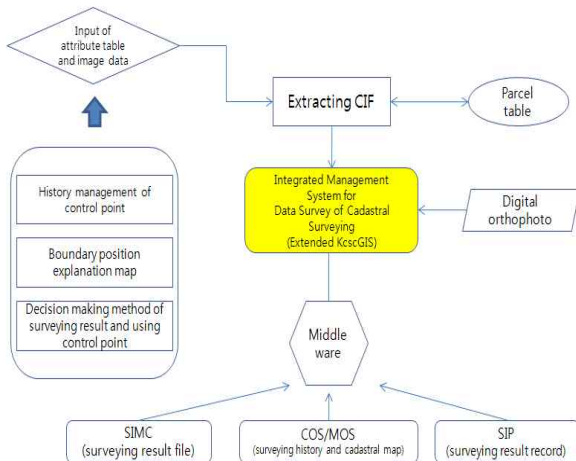 Input of
attribute table
and image data
Extracting CIF
Parcel
table
History management of
control point
Boundary position
explanation map
Decision making method of
surveying result and using
control point
Integrated Management
System for
Data Survey of Cadastral
Surveying
(Extended KcscGIS)
Digital
orthophoto
Middle
ware
SIMC
(surveying result file)
COS/MOS
(surveying history and cadastral map)
SIP
(surveying result record)